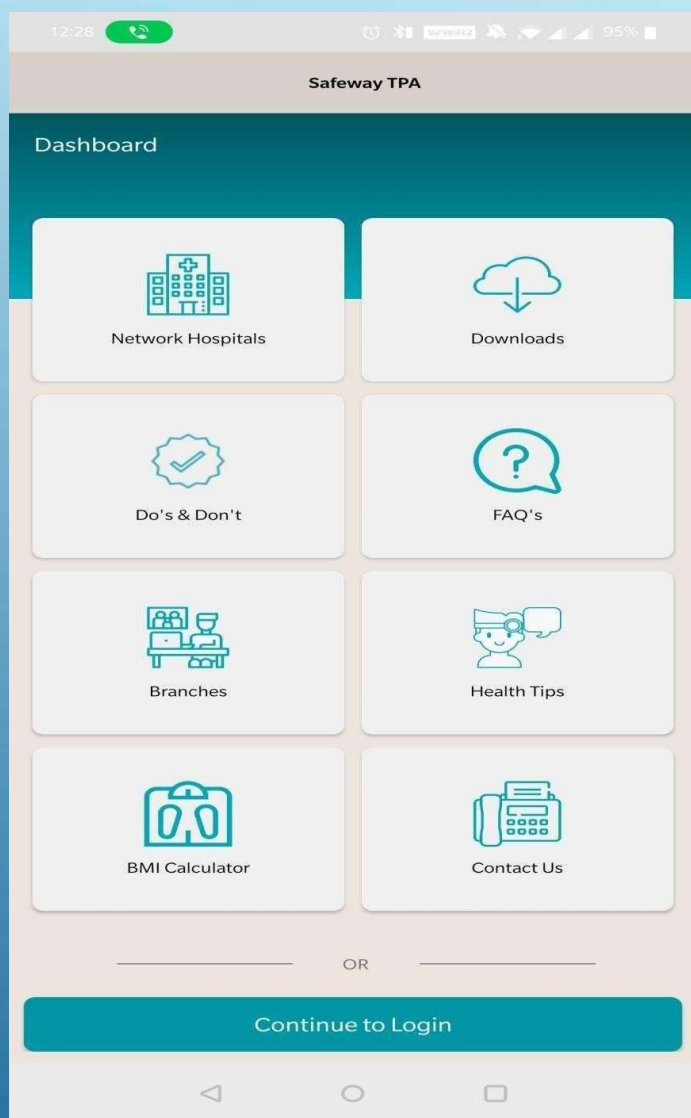 12:28 95%
Safeway TPA
Dashboard
Network Hospitals
Downloads
Do's & Don't
FAQ's
Branches
Health Tips
BMI Calculator
Contact Us
OR
Continue to Login